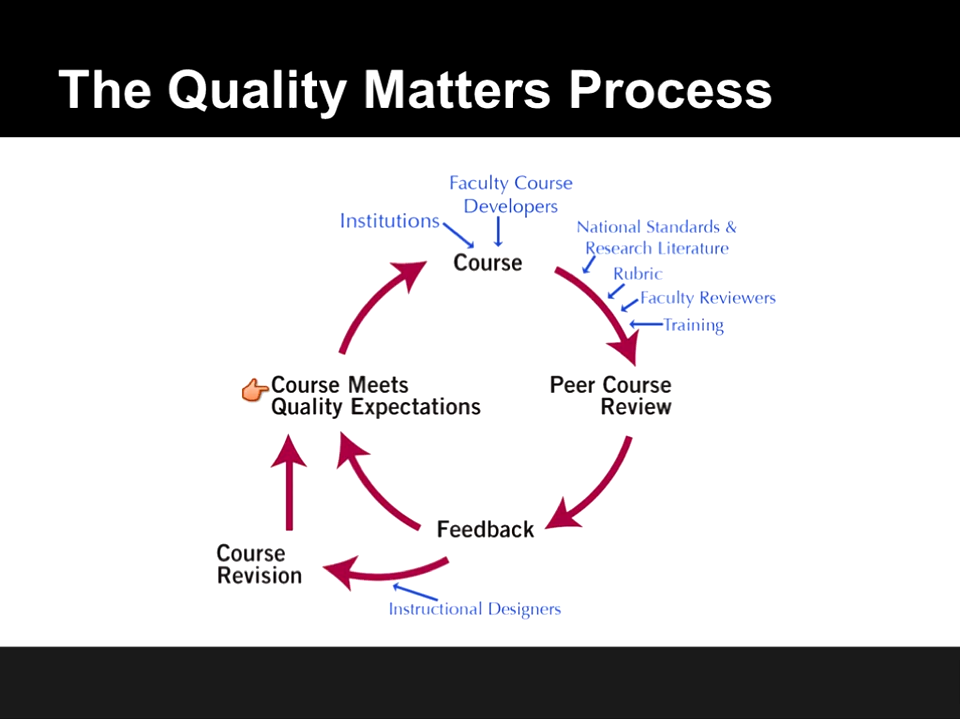 The Quality Matters Process
Faculty Course
Developers
Institutions
Course
National Standards &
Research Literature
Rubric
Faculty Reviewers
Training
Course Meets
Quality Expectations
Peer Course
Review
Feedback
Course
Revision
Instructional Designers